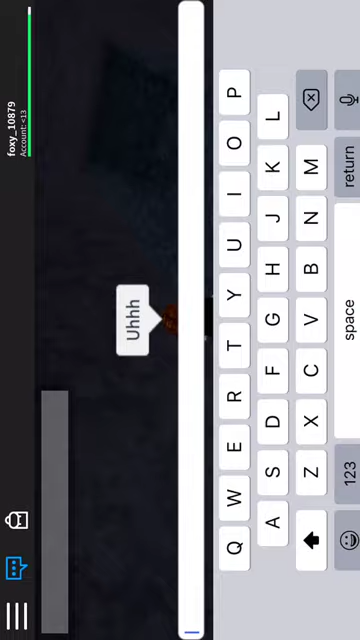 foxy_10879
Account: <13
Uhhh
Q W E R T Y U I O P
A S D F G H J K L
Z X C V B N M
123 space return